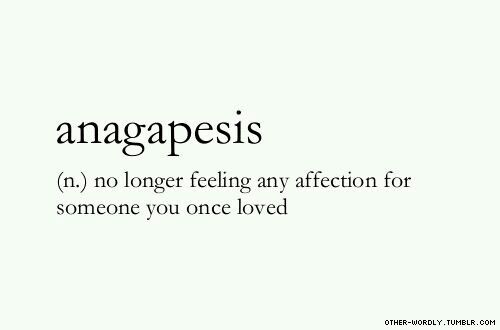 anagapesis
(n.) no longer feeling any affection for
someone you once loved
OTHER-WORDLY.TUMBLR.COM